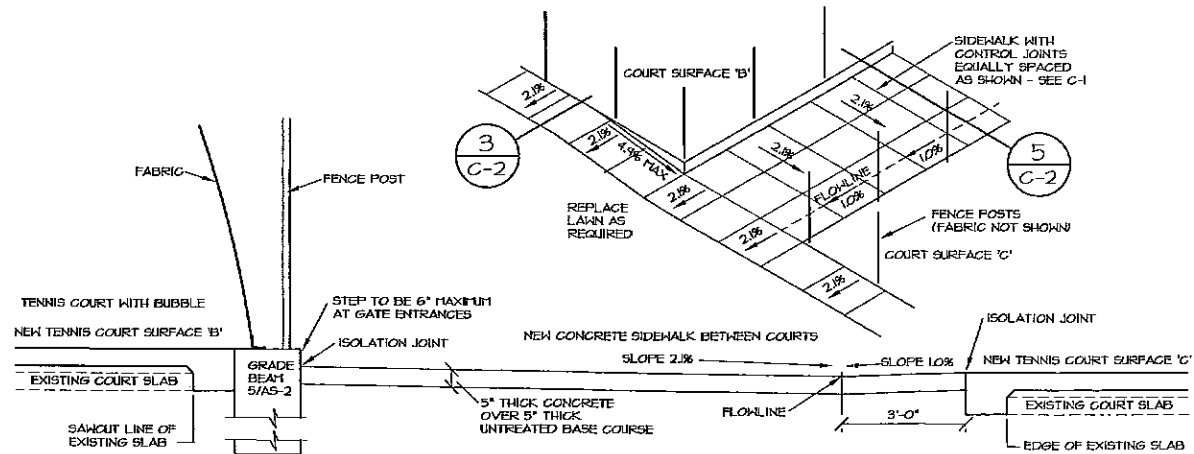 SIDEWALK WITH
CONTROL JOINTS
EQUALLY SPACED
AS SHOWN - SEE C-1
COURT SURFACE 'B'
2.1%
2.1%
2.1%
4.4% MAX
2.1%
2.1%
2.1%
2.1%
2.1%
FLOWLINE
1.0%
1.0%
3
C-2
5
C-2
REPLACE
LAWN AS
REQUIRED
FENCE POSTS
(FABRIC NOT SHOWN)
COURT SURFACE 'C'
FABRIC
FENCE POST
TENNIS COURT WITH BUBBLE
NEW TENNIS COURT SURFACE 'B'
STEP TO BE 6" MAXIMUM
AT GATE ENTRANCES
ISOLATION JOINT
NEW CONCRETE SIDEWALK BETWEEN COURTS
SLOPE 2.1%
SLOPE 1.0%
ISOLATION JOINT
NEW TENNIS COURT SURFACE 'C'
EXISTING COURT SLAB
GRADE
BEAM
5/AS-2
5" THICK CONCRETE
OVER 5" THICK
UNTREATED BASE COURSE
FLOWLINE
3'-0"
EXISTING COURT SLAB
SAWCUT LINE OF
EXISTING SLAB
EDGE OF EXISTING SLAB